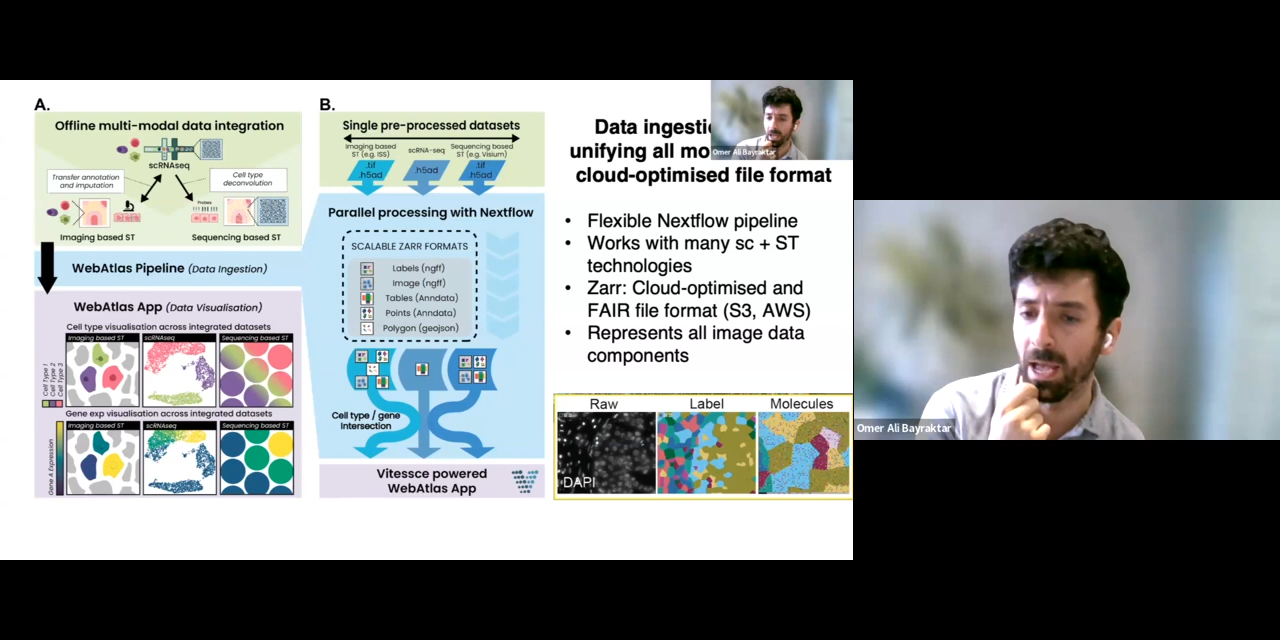 A.
Offline multi-modal data integration
scRNAseq
Transfer annotation
and imputation
Cell type
deconvolution
Probes
Imaging based ST
Sequencing based ST
WebAtlas Pipeline (Data Ingestion)
WebAtlas App (Data Visualisation)
Cell type visualisation across integrated datasets
Imaging based ST
scRNAseq
Sequencing based ST
Cell Type 1
Cell Type 2
Cell Type 3
Gene exp visualisation across integrated datasets
Imaging based ST
scRNAseq
Sequencing based ST
Gene A Expression
B.
Single pre-processed datasets
Imaging based
ST (e.g. ISS)
scRNA-seq
Sequencing based
ST (e.g. Visium)
.tif
.h5ad
.h5ad
.tif
.h5ad
Parallel processing with Nextflow
SCALABLE ZARR FORMATS
Labels (ngff)
Image (ngff)
Tables (Anndata)
Points (Anndata)
Polygon (geojson)
Cell type / gene
Intersection
Vitessce powered
WebAtlas App
Data ingesti
unifying all mo
cloud-optimised file format
• Flexible Nextflow pipeline
• Works with many sc + ST
technologies
• Zarr: Cloud-optimised and
FAIR file format (S3, AWS)
• Represents all image data
components
Raw
Label
Molecules
DAPI
Omer Ali Bayraktar
Omer Ali Bayraktar